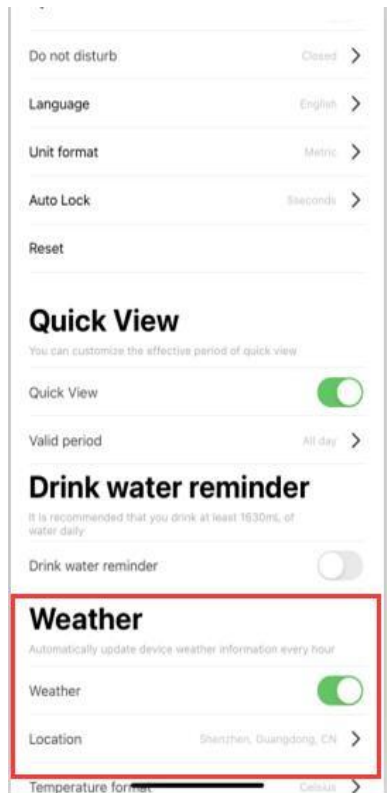 Do not disturb Closed
Language English
Unit format Metric
Auto Lock 5seconds
Reset
Quick View
You can customize the effective period of quick view
Quick View
Valid period All day
Drink water reminder
It is recommended that you drink at least 1630mL of
water daily
Drink water reminder
Weather
Automatically update device weather information every hour
Weather
Location Shenzhen, Guangdong, CN
Temperature format Celsius